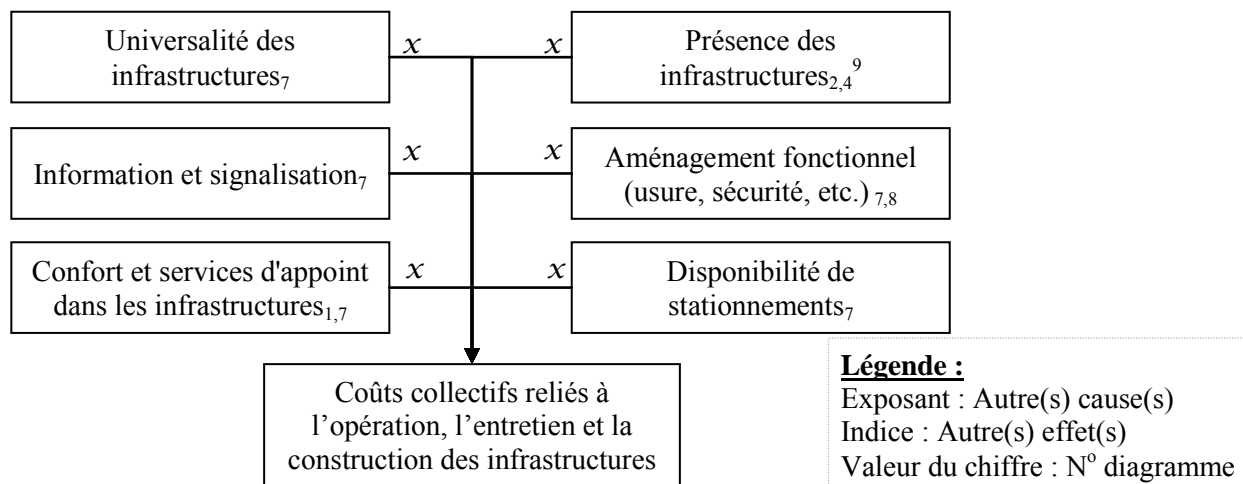 Universalité des
infrastructures₇
x
x
Présence des
infrastructures₂,₄⁹
Information et signalisation₇
x
x
Aménagement fonctionnel
(usure, sécurité, etc.) ₇,₈
Confort et services d'appoint
dans les infrastructures₁,₇
x
x
Disponibilité de
stationnements₇
Coûts collectifs reliés à
l’opération, l’entretien et la
construction des infrastructures
Légende :
Exposant : Autre(s) cause(s)
Indice : Autre(s) effet(s)
Valeur du chiffre : Nº diagramme